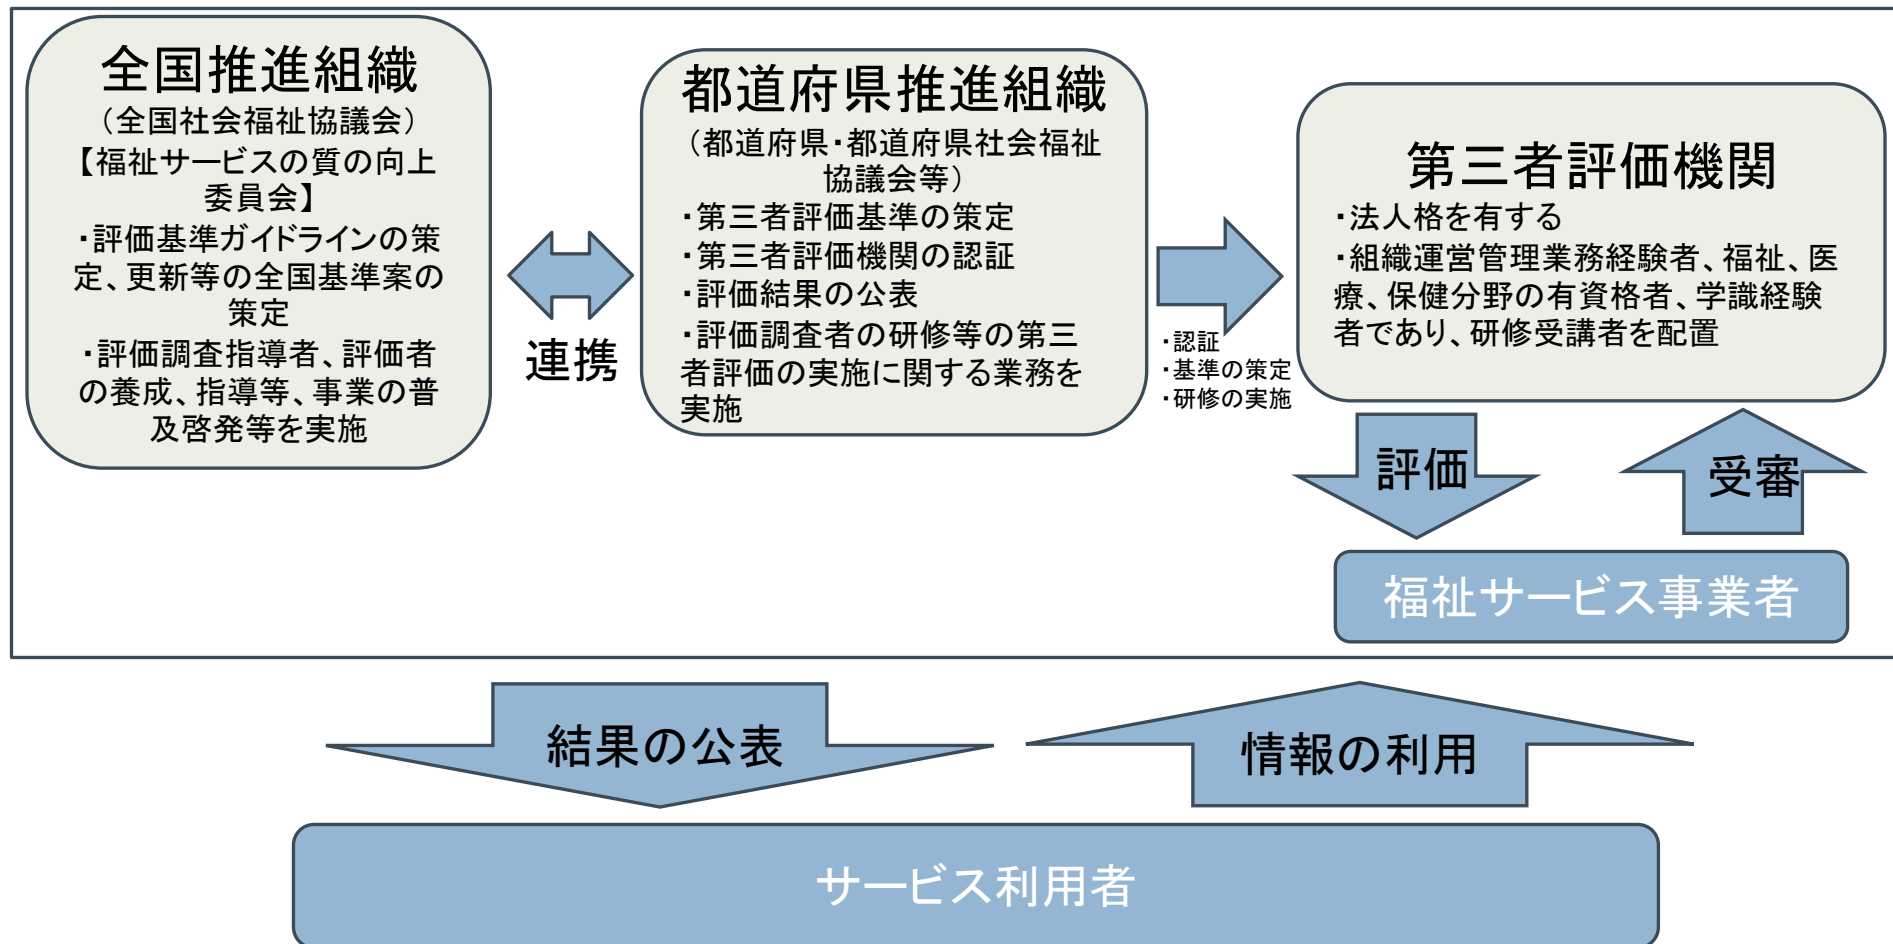 全国推進組織
（全国社会福祉協議会）
【福祉サービスの質の向上
委員会】
・評価基準ガイドラインの策
定、更新等の全国基準案の
策定
・評価調査指導者、評価者
の養成、指導等、事業の普
及啓発等を実施
連携
都道府県推進組織
（都道府県・都道府県社会福祉
協議会等）
・第三者評価基準の策定
・第三者評価機関の認証
・評価結果の公表
・評価調査者の研修等の第三
者評価の実施に関する業務を
実施
・認証
・基準の策定
・研修の実施
第三者評価機関
・法人格を有する
・組織運営管理業務経験者、福祉、医
療、保健分野の有資格者、学識経験
者であり、研修受講者を配置
評価
受審
福祉サービス事業者
結果の公表
情報の利用
サービス利用者